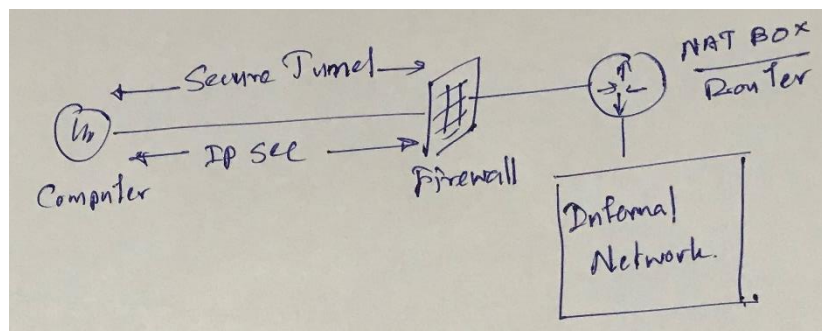 Secure Tunnel
NAT BOX
Router
IP Sec
Computer
Firewall
Internal
Network.